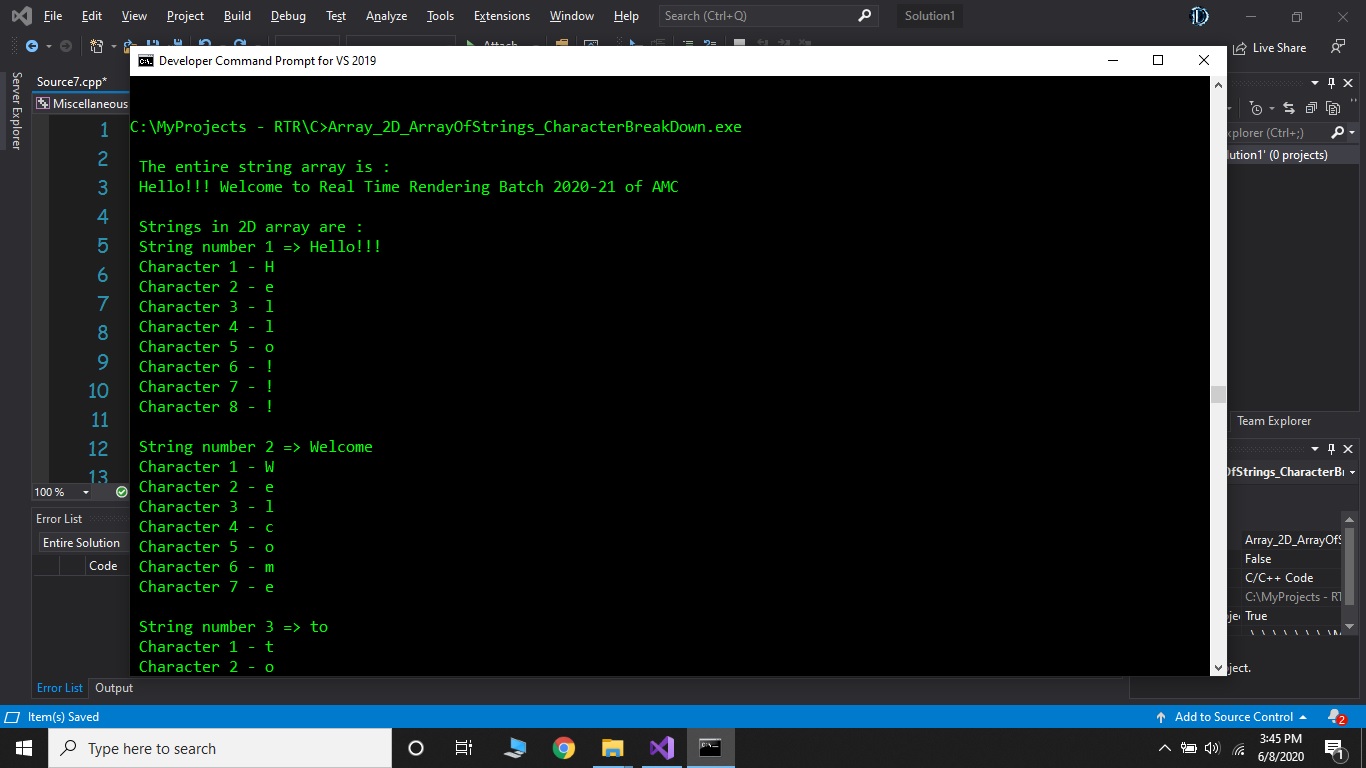 File Edit View Project Build Debug Test Analyze Tools Extensions Window Help Search (Ctrl+Q) Solution1
Attach
Live Share
Server Explorer
Source7.cpp*
Miscellaneous
Developer Command Prompt for VS 2019
1
2
3
4
5
6
7
8
9
10
11
12
13
C:\MyProjects - RTR\C>Array_2D_ArrayOfStrings_CharacterBreakDown.exe
The entire string array is :
Hello!!! Welcome to Real Time Rendering Batch 2020-21 of AMC
Strings in 2D array are :
String number 1 => Hello!!!
Character 1 - H
Character 2 - e
Character 3 - l
Character 4 - l
Character 5 - o
Character 6 - !
Character 7 - !
Character 8 - !
String number 2 => Welcome
Character 1 - W
Character 2 - e
Character 3 - l
Character 4 - c
Character 5 - o
Character 6 - m
Character 7 - e
String number 3 => to
Character 1 - t
Character 2 - o
xplorer (Ctrl+;)
lution1' (0 projects)
Team Explorer
OfStrings_CharacterBr
Array_2D_ArrayOfS
False
C/C++ Code
C:\MyProjects - RT
True
ject.
100 %
Error List
Entire Solution
Code
Error List Output
Item(s) Saved
Add to Source Control
2
Type here to search
3:45 PM
6/8/2020
1